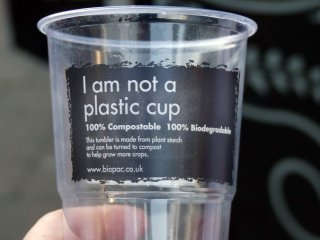 I am not a
plastic cup
100% Compostable 100% Biodegradable
This tumbler is made from plant starch
and can be turned to compost
to help grow more crops.
www.biopac.co.uk